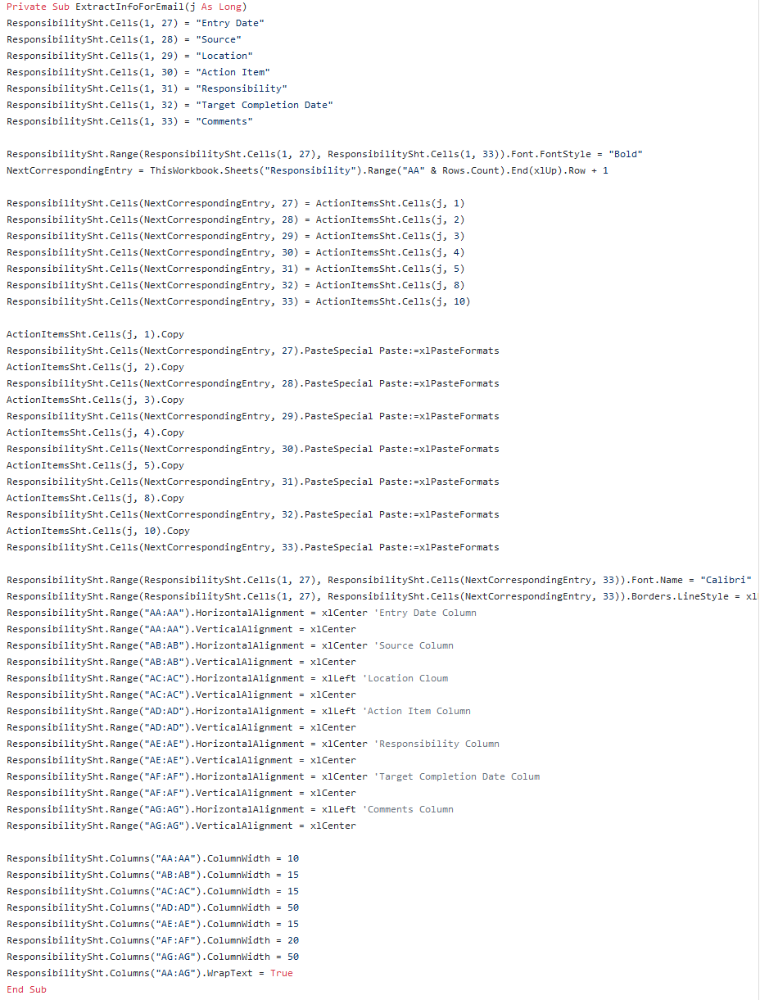 Private Sub ExtractInfoForEmail(j As Long)
ResponsibilitySht.Cells(1, 27) = "Entry Date"
ResponsibilitySht.Cells(1, 28) = "Source"
ResponsibilitySht.Cells(1, 29) = "Location"
ResponsibilitySht.Cells(1, 30) = "Action Item"
ResponsibilitySht.Cells(1, 31) = "Responsibility"
ResponsibilitySht.Cells(1, 32) = "Target Completion Date"
ResponsibilitySht.Cells(1, 33) = "Comments"

ResponsibilitySht.Range(ResponsibilitySht.Cells(1, 27), ResponsibilitySht.Cells(1, 33)).Font.FontStyle = "Bold"
NextCorrespondingEntry = ThisWorkbook.Sheets("Responsibility").Range("AA" & Rows.Count).End(xlUp).Row + 1

ResponsibilitySht.Cells(NextCorrespondingEntry, 27) = ActionItemsSht.Cells(j, 1)
ResponsibilitySht.Cells(NextCorrespondingEntry, 28) = ActionItemsSht.Cells(j, 2)
ResponsibilitySht.Cells(NextCorrespondingEntry, 29) = ActionItemsSht.Cells(j, 3)
ResponsibilitySht.Cells(NextCorrespondingEntry, 30) = ActionItemsSht.Cells(j, 4)
ResponsibilitySht.Cells(NextCorrespondingEntry, 31) = ActionItemsSht.Cells(j, 5)
ResponsibilitySht.Cells(NextCorrespondingEntry, 32) = ActionItemsSht.Cells(j, 8)
ResponsibilitySht.Cells(NextCorrespondingEntry, 33) = ActionItemsSht.Cells(j, 10)

ActionItemsSht.Cells(j, 1).Copy
ResponsibilitySht.Cells(NextCorrespondingEntry, 27).PasteSpecial Paste:=xlPasteFormats
ActionItemsSht.Cells(j, 2).Copy
ResponsibilitySht.Cells(NextCorrespondingEntry, 28).PasteSpecial Paste:=xlPasteFormats
ActionItemsSht.Cells(j, 3).Copy
ResponsibilitySht.Cells(NextCorrespondingEntry, 29).PasteSpecial Paste:=xlPasteFormats
ActionItemsSht.Cells(j, 4).Copy
ResponsibilitySht.Cells(NextCorrespondingEntry, 30).PasteSpecial Paste:=xlPasteFormats
ActionItemsSht.Cells(j, 5).Copy
ResponsibilitySht.Cells(NextCorrespondingEntry, 31).PasteSpecial Paste:=xlPasteFormats
ActionItemsSht.Cells(j, 8).Copy
ResponsibilitySht.Cells(NextCorrespondingEntry, 32).PasteSpecial Paste:=xlPasteFormats
ActionItemsSht.Cells(j, 10).Copy
ResponsibilitySht.Cells(NextCorrespondingEntry, 33).PasteSpecial Paste:=xlPasteFormats

ResponsibilitySht.Range(ResponsibilitySht.Cells(1, 27), ResponsibilitySht.Cells(NextCorrespondingEntry, 33)).Font.Name = "Calibri"
ResponsibilitySht.Range(ResponsibilitySht.Cells(1, 27), ResponsibilitySht.Cells(NextCorrespondingEntry, 33)).Borders.LineStyle =
ResponsibilitySht.Range("AA:AA").HorizontalAlignment = xlCenter 'Entry Date Column
ResponsibilitySht.Range("AA:AA").VerticalAlignment = xlCenter
ResponsibilitySht.Range("AB:AB").HorizontalAlignment = xlCenter 'Source Column
ResponsibilitySht.Range("AB:AB").VerticalAlignment = xlCenter
ResponsibilitySht.Range("AC:AC").HorizontalAlignment = xlLeft 'Location Cloum
ResponsibilitySht.Range("AC:AC").VerticalAlignment = xlCenter
ResponsibilitySht.Range("AD:AD").HorizontalAlignment = xlLeft 'Action Item Column
ResponsibilitySht.Range("AD:AD").VerticalAlignment = xlCenter
ResponsibilitySht.Range("AE:AE").HorizontalAlignment = xlCenter 'Responsibility Column
ResponsibilitySht.Range("AE:AE").VerticalAlignment = xlCenter
ResponsibilitySht.Range("AF:AF").HorizontalAlignment = xlCenter 'Target Completion Date Colum
ResponsibilitySht.Range("AF:AF").VerticalAlignment = xlCenter
ResponsibilitySht.Range("AG:AG").HorizontalAlignment = xlLeft 'Comments Column
ResponsibilitySht.Range("AG:AG").VerticalAlignment = xlCenter

ResponsibilitySht.Columns("AA:AA").ColumnWidth = 10
ResponsibilitySht.Columns("AB:AB").ColumnWidth = 15
ResponsibilitySht.Columns("AC:AC").ColumnWidth = 15
ResponsibilitySht.Columns("AD:AD").ColumnWidth = 50
ResponsibilitySht.Columns("AE:AE").ColumnWidth = 15
ResponsibilitySht.Columns("AF:AF").ColumnWidth = 20
ResponsibilitySht.Columns("AG:AG").ColumnWidth = 50
ResponsibilitySht.Columns("AA:AG").WrapText = True
End Sub